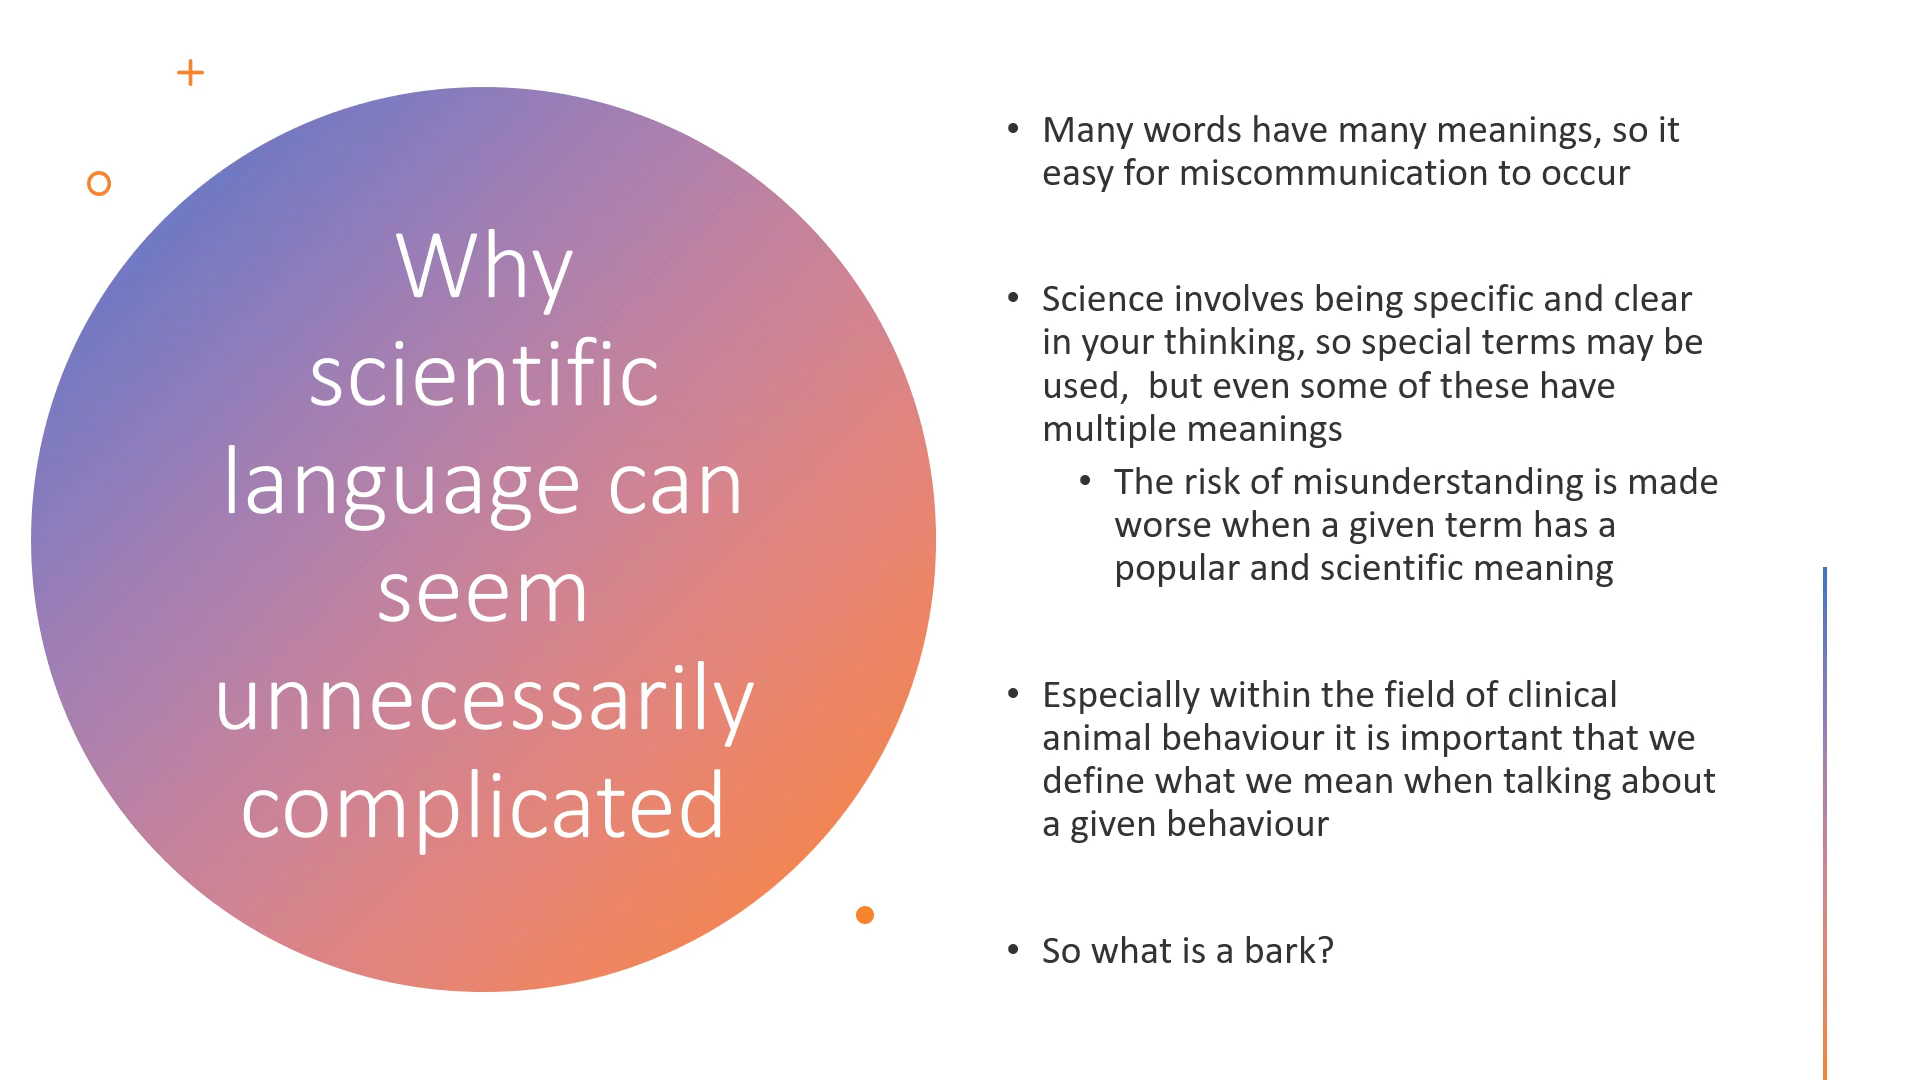 Why
scientific
language can
seem
unnecessarily
complicated
• Many words have many meanings, so it
easy for miscommunication to occur
• Science involves being specific and clear
in your thinking, so special terms may be
used,  but even some of these have
multiple meanings
• The risk of misunderstanding is made
worse when a given term has a
popular and scientific meaning
• Especially within the field of clinical
animal behaviour it is important that we
define what we mean when talking about
a given behaviour
• So what is a bark?